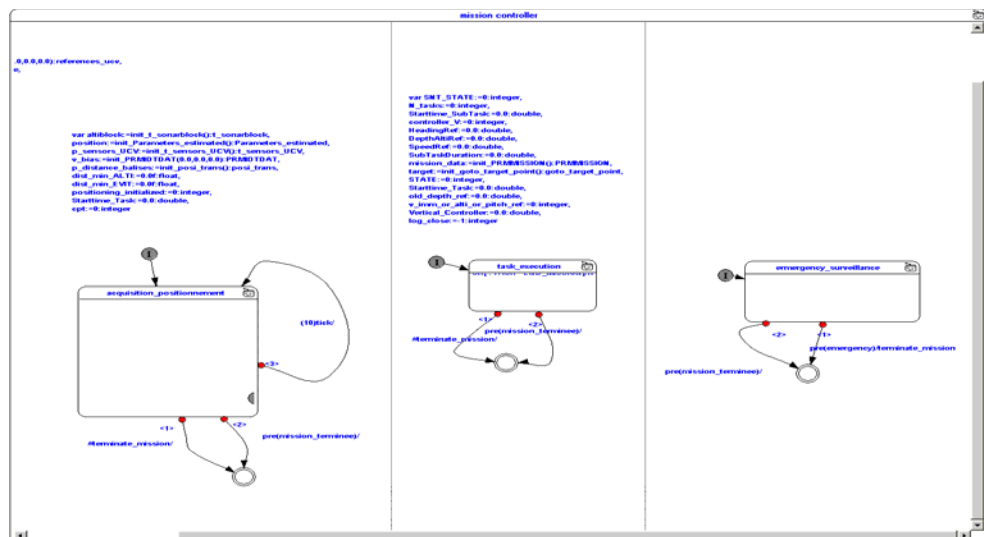 mission controller
.0,0.0,0.0):references_ucv,
e,
var altiblock:=init_t_sonarblock():t_sonarblock,
position:=init_Parameters_estimated():Parameters_estimated,
p_sensors_UCV:=init_t_sensors_UCV():t_sensors_UCV,
v_bias:=init_PRMDTDAT(0.0,0.0,0.0):PRMDTDAT,
p_distance_balises:=init_posi_trans():posi_trans,
dist_min_ALTI:=0.0f:float,
dist_min_EVIT:=0.0f:float,
positioning_initialized:=0:integer,
Starttime_Task:=0.0:double,
cpt:=0:integer
I
acquisition_positionnement
(10)tick/
<3>
<1>
<2>
#terminate_mission/
pre(mission_terminee)/
var SNT_STATE:=0:integer,
N_tasks:=0:integer,
Starttime_SubTask:=0.0:double,
controller_V:=0:integer,
HeadingRef:=0.0:double,
DepthAltiRef:=0.0:double,
SpeedRef:=0.0:double,
SubTaskDuration:=0.0:double,
mission_data:=init_PRMMISSION():PRMMISSION,
target:=init_goto_target_point():goto_target_point,
STATE:=0:integer,
Starttime_Task:=0.0:double,
old_depth_ref:=0.0:double,
v_imm_or_alti_or_pitch_ref:=0:integer,
Vertical_Controller:=0.0:double,
log_close:=-1:integer
I
task_execution
<1>
<2>
pre(mission_terminee)/
#terminate_mission/
I
emergency_surveillance
<2>
<1>
pre(emergency)/terminate_mission
pre(mission_terminee)/